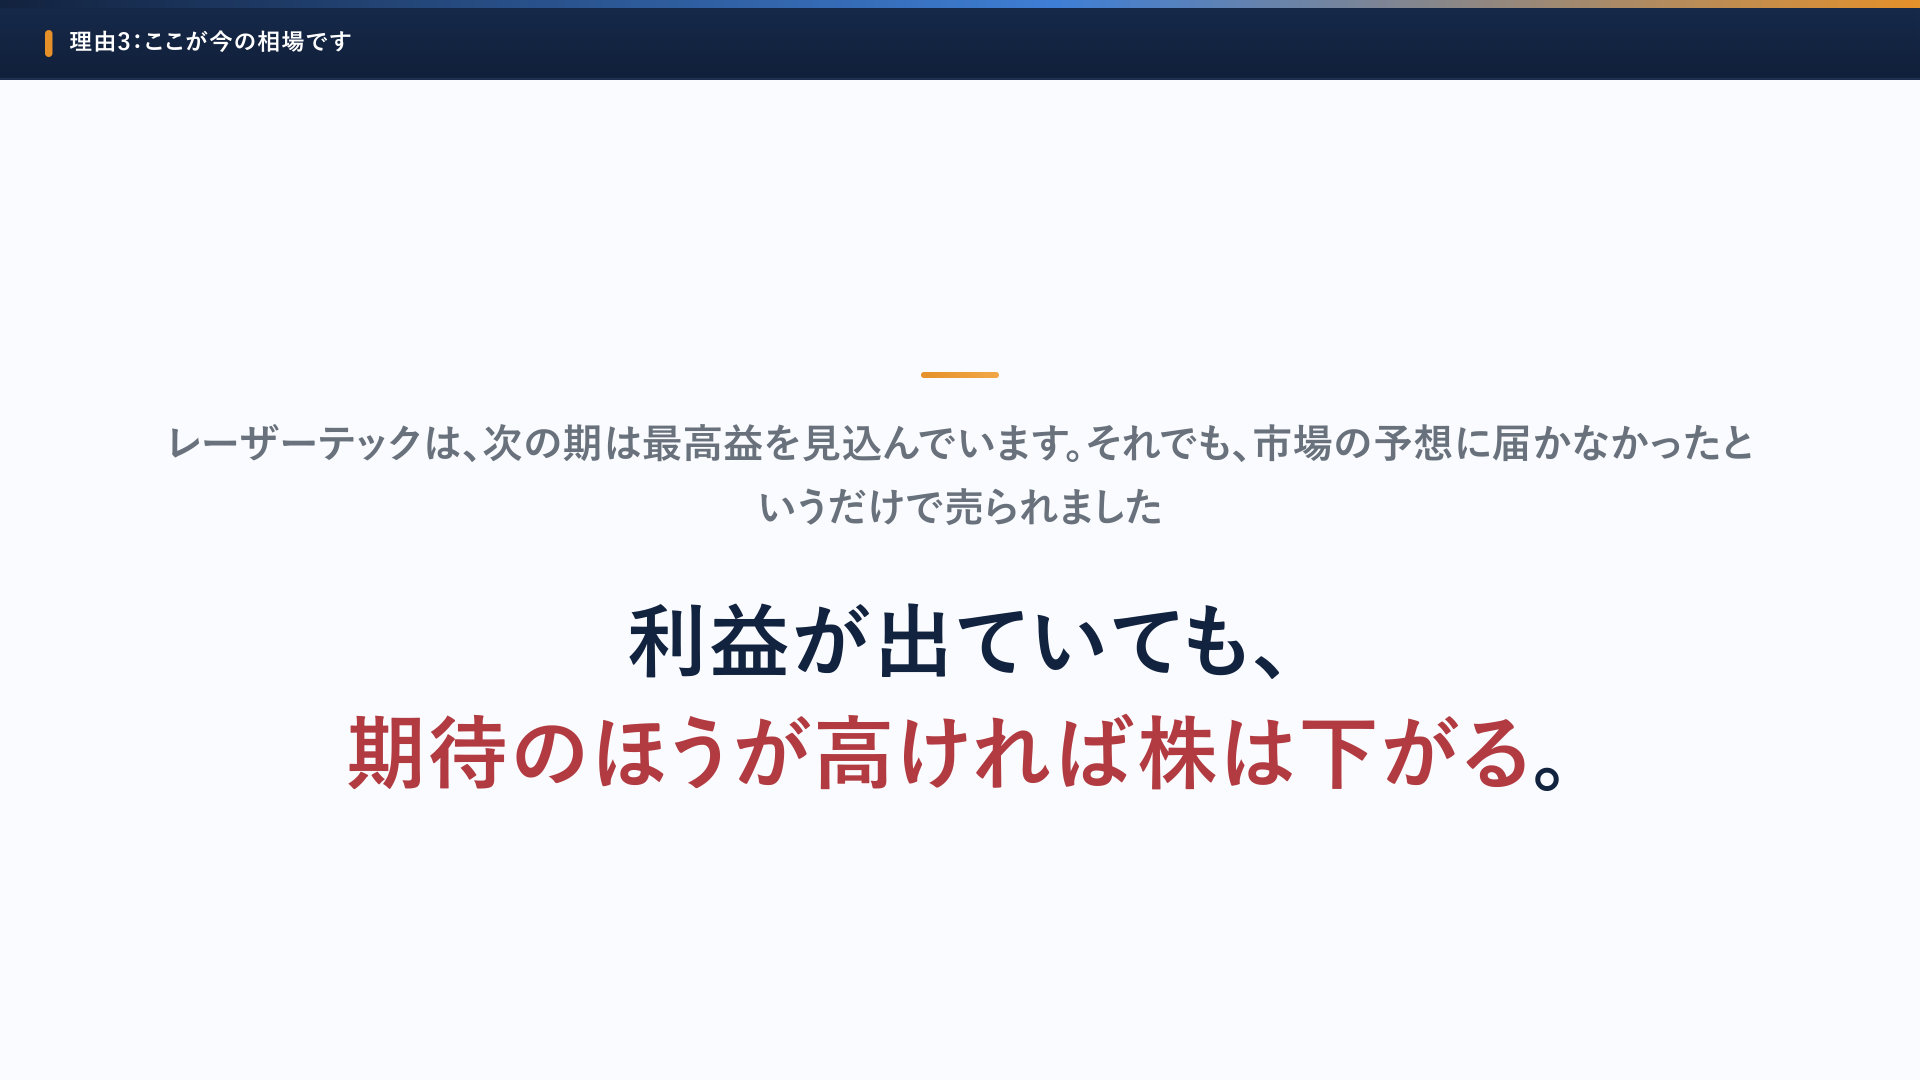 理由3：ここが今の相場です
レーザーテックは、次の期は最高益を見込んでいます。それでも、市場の予想に届かなかったと
いうだけで売られました
利益が出ていても、
期待のほうが高ければ株は下がる。